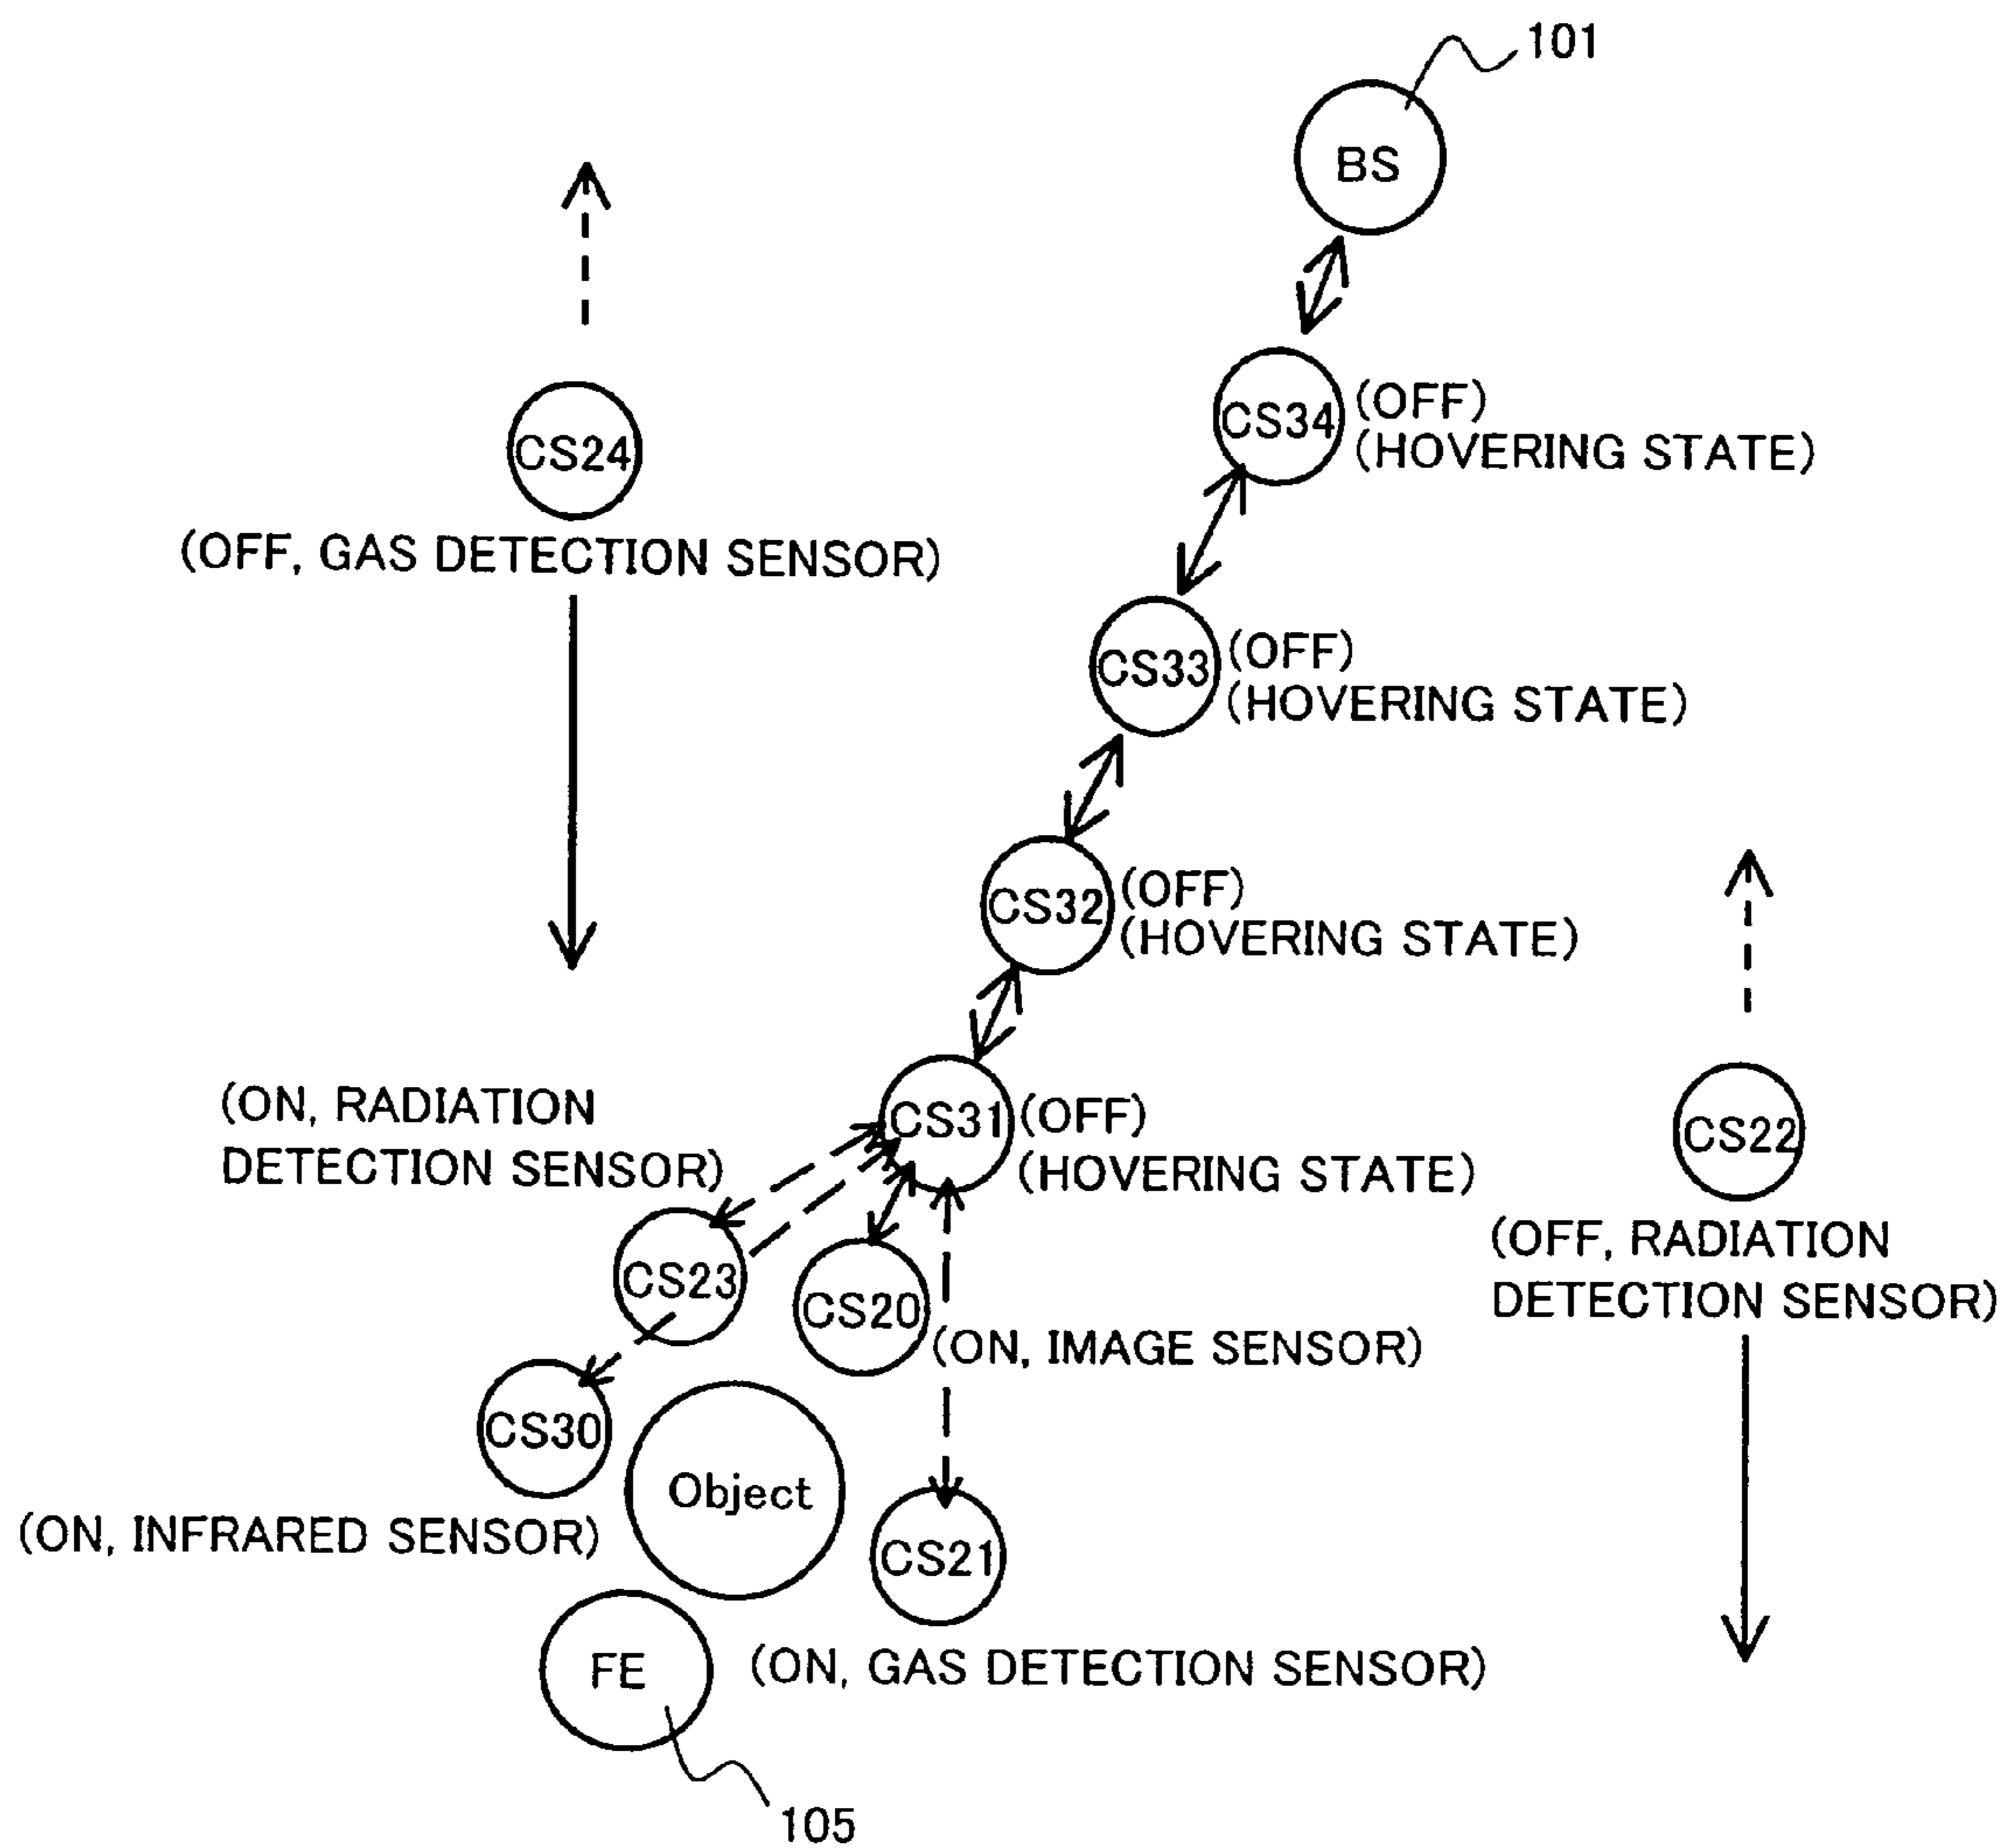 101
BS
CS34
(OFF)
(HOVERING STATE)
CS24
(OFF, GAS DETECTION SENSOR)
CS33
(OFF)
(HOVERING STATE)
CS32
(OFF)
(HOVERING STATE)
(ON, RADIATION
DETECTION SENSOR)
CS31
(OFF)
(HOVERING STATE)
CS22
(OFF, RADIATION
DETECTION SENSOR)
CS23
CS20
(ON, IMAGE SENSOR)
CS30
(ON, INFRARED SENSOR)
Object
CS21
(ON, GAS DETECTION SENSOR)
FE
105